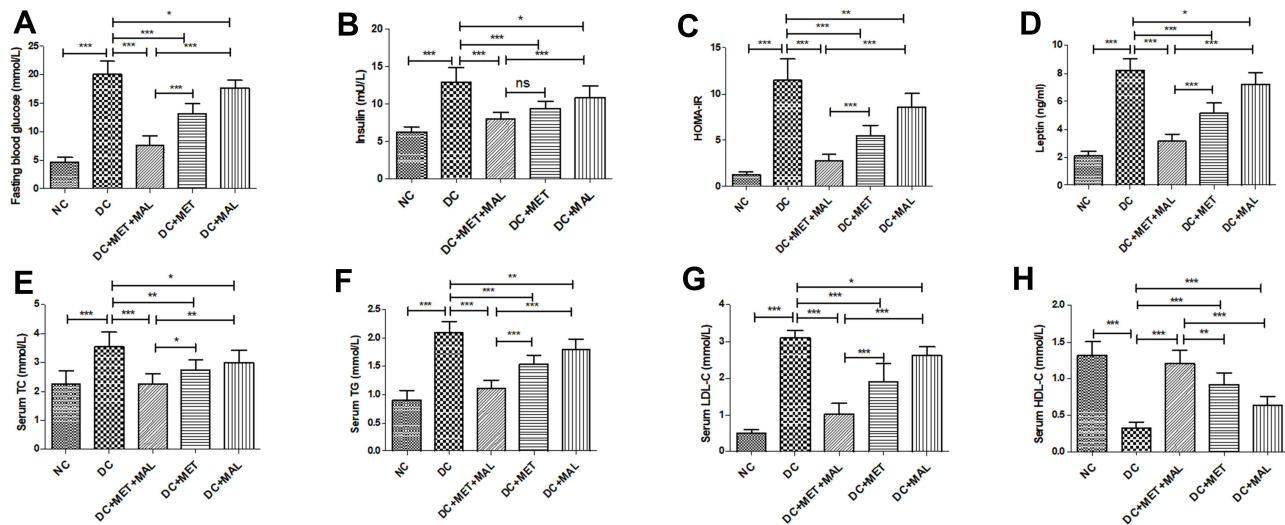 A
Fasting blood glucose (mmol/L)
25
20
15
10
5
0
*
***
***
***
***
***
NC
DC
DC+MET+MAL
DC+MET
DC+MAL
B
Insulin (mU/L)
20
15
10
5
0
*
***
***
***
***
ns
NC
DC
DC+MET+MAL
DC+MET
DC+MAL
C
HOMA-IR
15
10
5
0
**
***
***
***
***
***
NC
DC
DC+MET+MAL
DC+MET
DC+MAL
D
Leptin (ng/ml)
10
8
6
4
2
0
*
***
***
***
***
***
NC
DC
DC+MET+MAL
DC+MET
DC+MAL
E
Serum TC (mmol/L)
5
4
3
2
1
0
*
**
***
***
**
*
NC
DC
DC+MET+MAL
DC+MET
DC+MAL
F
Serum TG (mmol/L)
2.5
2.0
1.5
1.0
0.5
0.0
**
***
***
***
***
***
NC
DC
DC+MET+MAL
DC+MET
DC+MAL
G
Serum LDL-C (mmol/L)
4
3
2
1
0
*
***
***
***
***
***
NC
DC
DC+MET+MAL
DC+MET
DC+MAL
H
Serum HDL-C (mmol/L)
2.0
1.5
1.0
0.5
0.0
***
***
***
***
***
**
NC
DC
DC+MET+MAL
DC+MET
DC+MAL